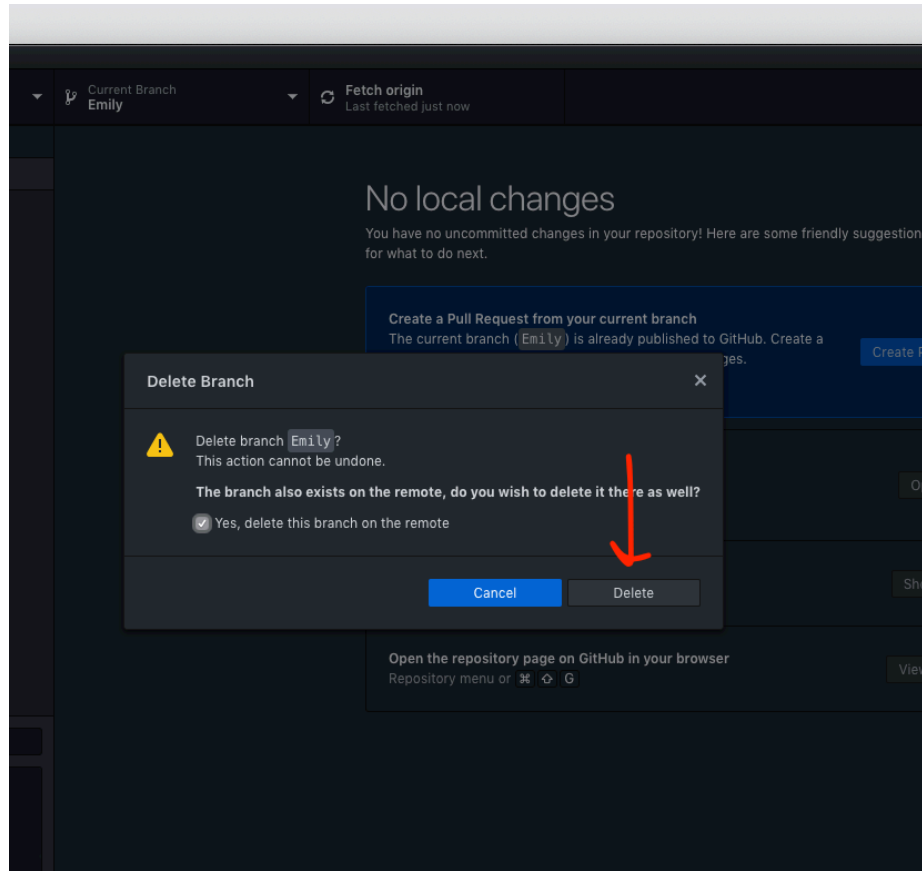 Current Branch
Emily
Fetch origin
Last fetched just now
No local changes
You have no uncommitted changes in your repository! Here are some friendly suggestion
for what to do next.
Create a Pull Request from your current branch
The current branch (Emily) is already published to GitHub. Create a
Create
Delete Branch
Delete branch Emily?
This action cannot be undone.
The branch also exists on the remote, do you wish to delete it there as well?
Yes, delete this branch on the remote
Cancel
Delete
Open the repository page on GitHub in your browser
Repository menu or ⌘ ⇧ G
View